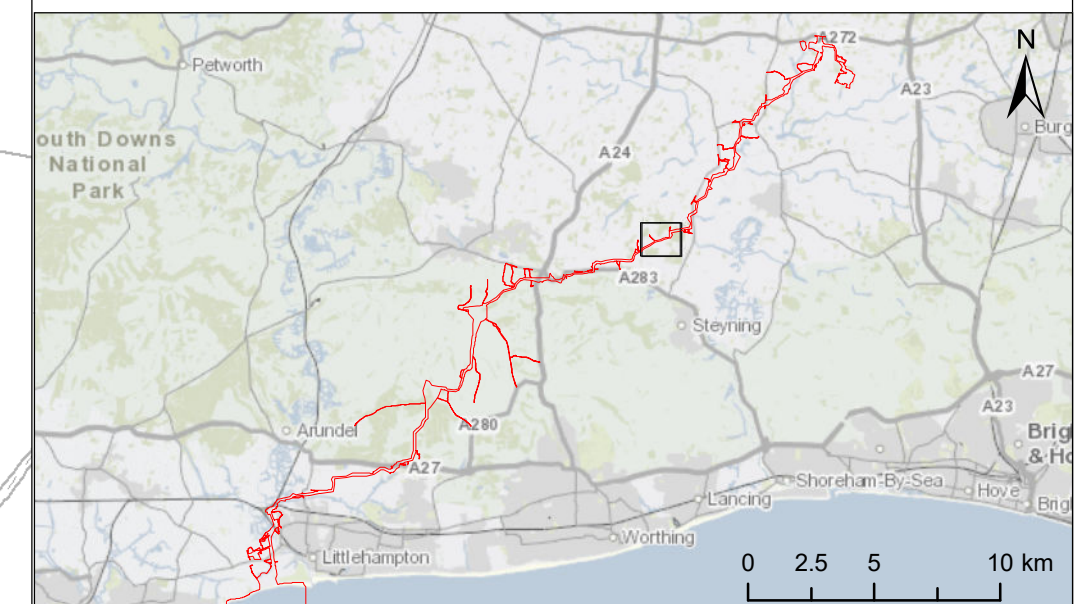 A272
N
Petworth
A23
Burg
outh Downs
National
Park
A24
A283
Steyning
A27
A23
Arundel
A280
Brig
& Ho
A27
Shoreham-By-Sea
Hove
Lancing
Brig
Worthing
Littlehampton
0 2.5 5 10 km